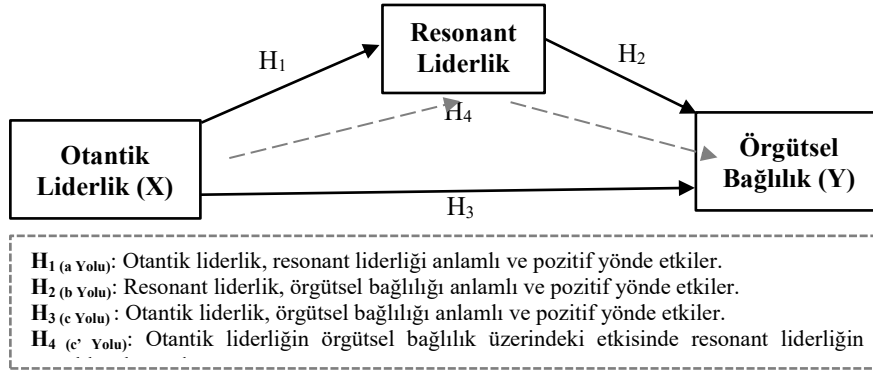 Resonant
Liderlik
H1
H2
H4
Otantik
Liderlik (X)
Örgütsel
Bağlılık (Y)
H3
H1 (a Yolu): Otantik liderlik, resonant liderliği anlamlı ve pozitif yönde etkiler.
H2 (b Yolu): Resonant liderlik, örgütsel bağlılığı anlamlı ve pozitif yönde etkiler.
H3 (c Yolu) : Otantik liderlik, örgütsel bağlılığı anlamlı ve pozitif yönde etkiler.
H4 (c' Yolu): Otantik liderliğin örgütsel bağlılık üzerindeki etkisinde resonant liderliğin